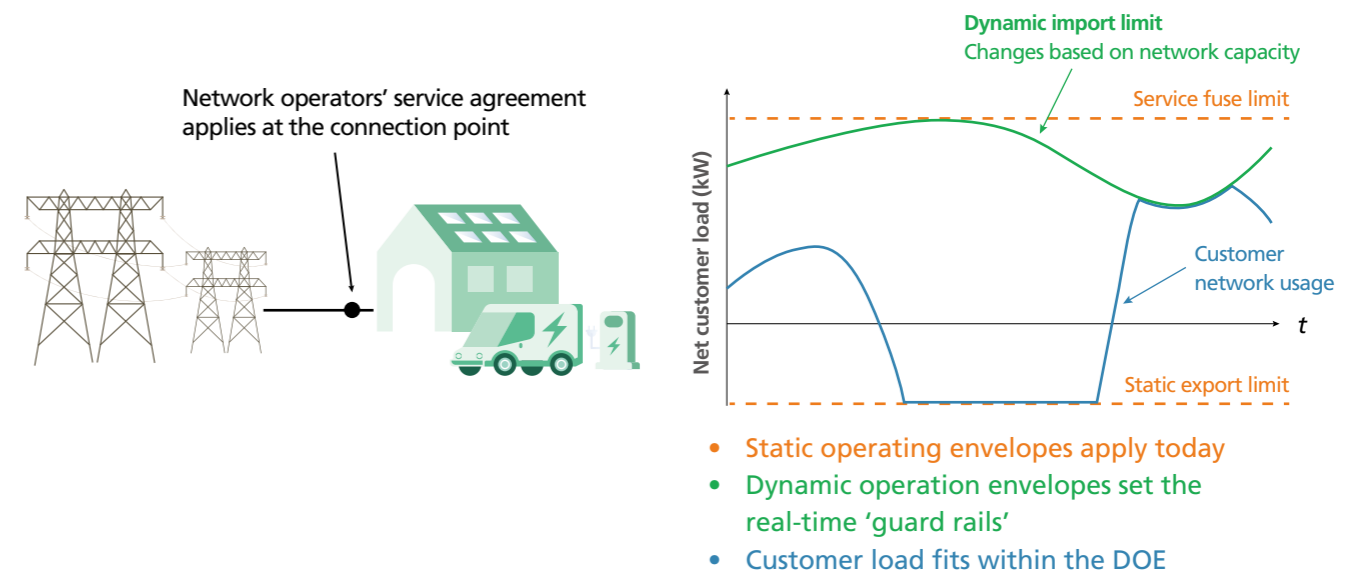 Network operators’ service agreement
applies at the connection point
Dynamic import limit
Changes based on network capacity
Service fuse limit
Net customer load (kW)
Customer
network usage
t
Static export limit
• Static operating envelopes apply today
• Dynamic operation envelopes set the
real-time ‘guard rails’
• Customer load fits within the DOE